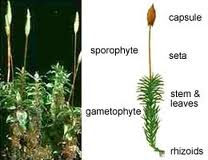 capsule
sporophyte
seta
stem &
leaves
gametophyte
rhizoids